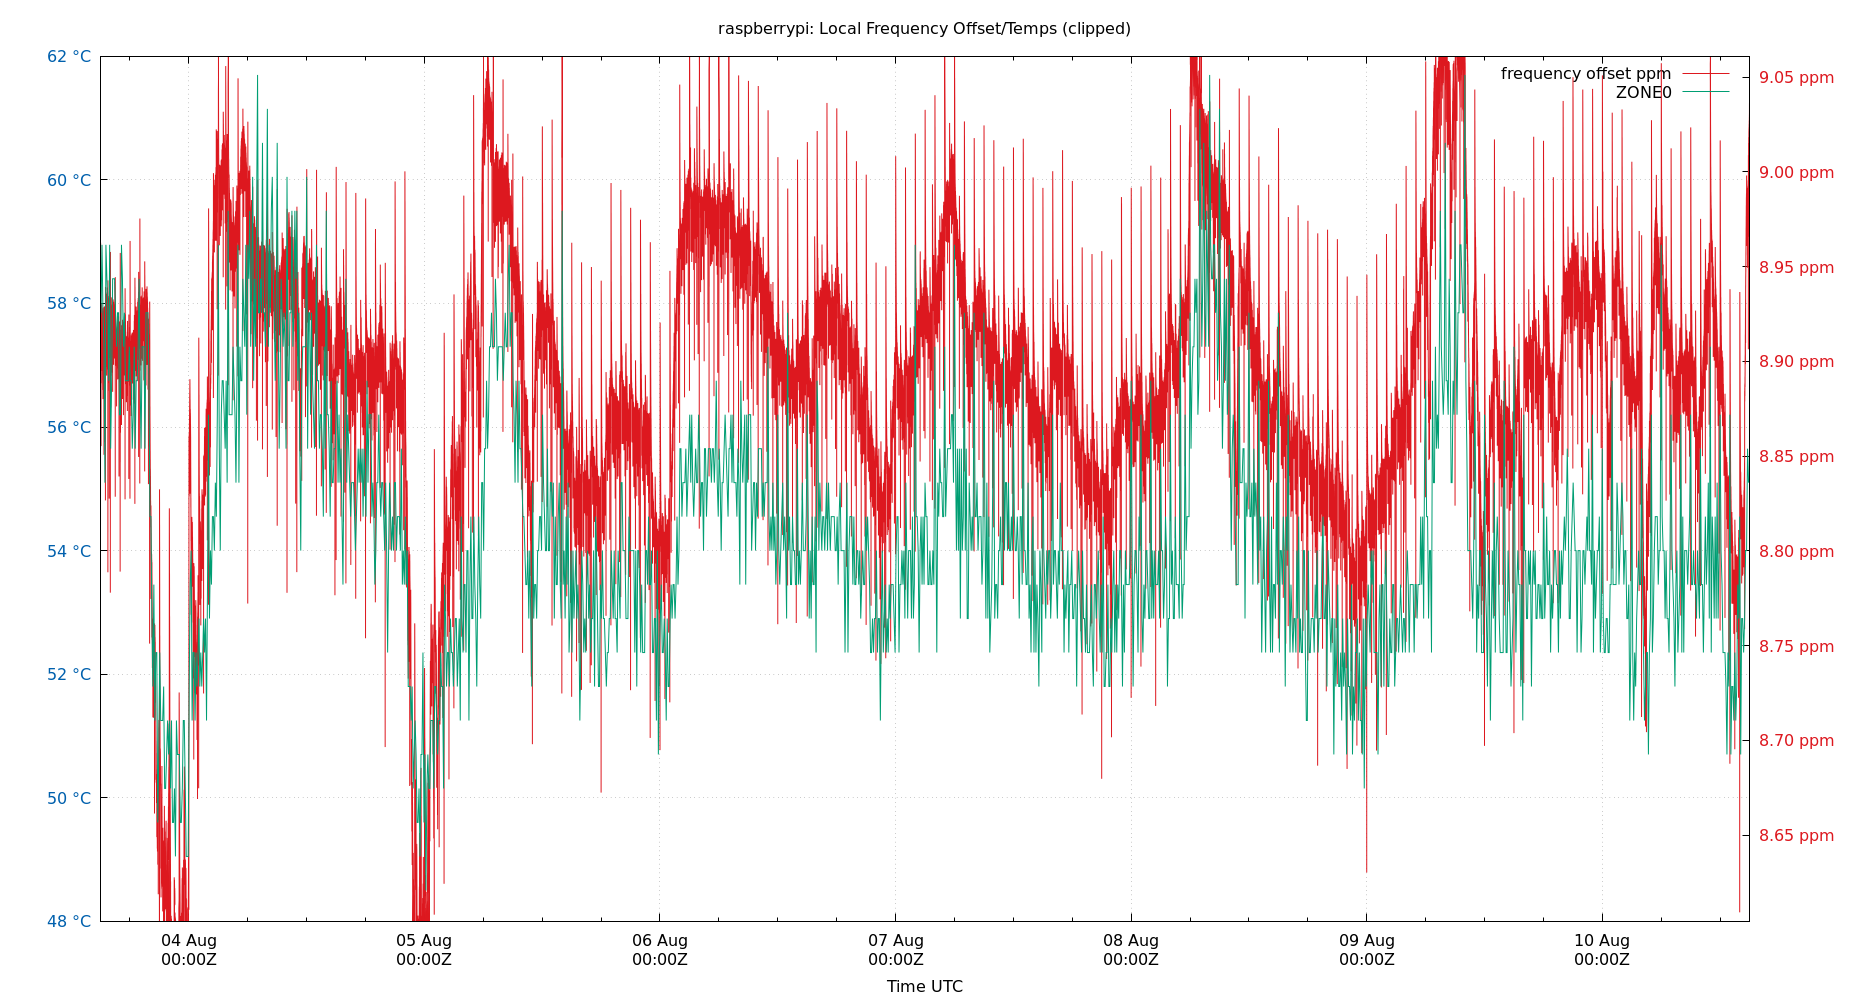 raspberrypi: Local Frequency Offset/Temps (clipped)
62 °C
60 °C
58 °C
56 °C
54 °C
52 °C
50 °C
48 °C
frequency offset ppm
ZONE0
9.05 ppm
9.00 ppm
8.95 ppm
8.90 ppm
8.85 ppm
8.80 ppm
8.75 ppm
8.70 ppm
8.65 ppm
04 Aug 05 Aug 06 Aug 07 Aug 08 Aug 09 Aug 10 Aug
00:00Z 00:00Z 00:00Z 00:00Z 00:00Z 00:00Z 00:00Z
Time UTC